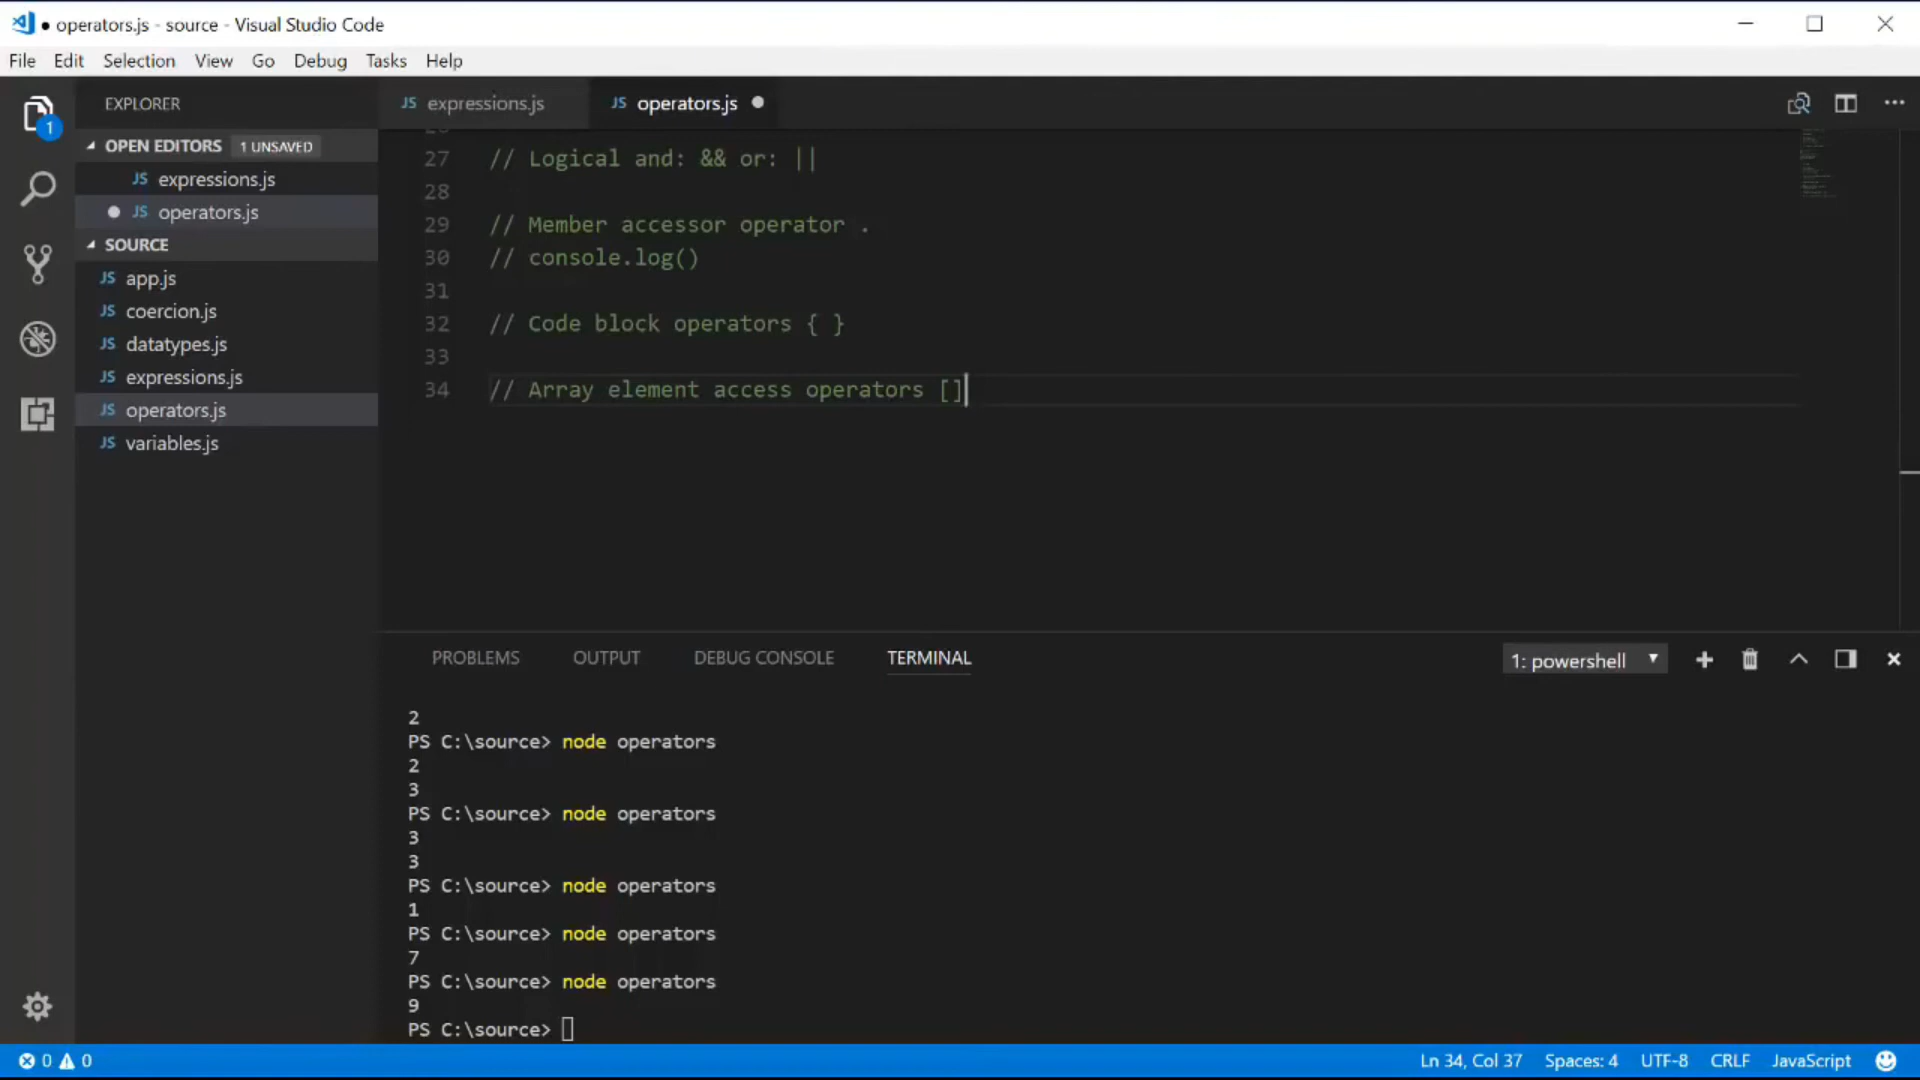 ● operators.js - source - Visual Studio Code
File Edit Selection View Go Debug Tasks Help
1
EXPLORER
OPEN EDITORS 1 UNSAVED
JS expressions.js
● JS operators.js
SOURCE
JS app.js
JS coercion.js
JS datatypes.js
JS expressions.js
JS operators.js
JS variables.js
JS expressions.js JS operators.js ●
27 // Logical and: && or: ||
28
29 // Member accessor operator .
30 // console.log()
31
32 // Code block operators { }
33
34 // Array element access operators []
PROBLEMS OUTPUT DEBUG CONSOLE TERMINAL 1: powershell
2
PS C:\source> node operators
2
3
PS C:\source> node operators
3
3
PS C:\source> node operators
1
PS C:\source> node operators
7
PS C:\source> node operators
9
PS C:\source>
0 0 Ln 34, Col 37 Spaces: 4 UTF-8 CRLF JavaScript